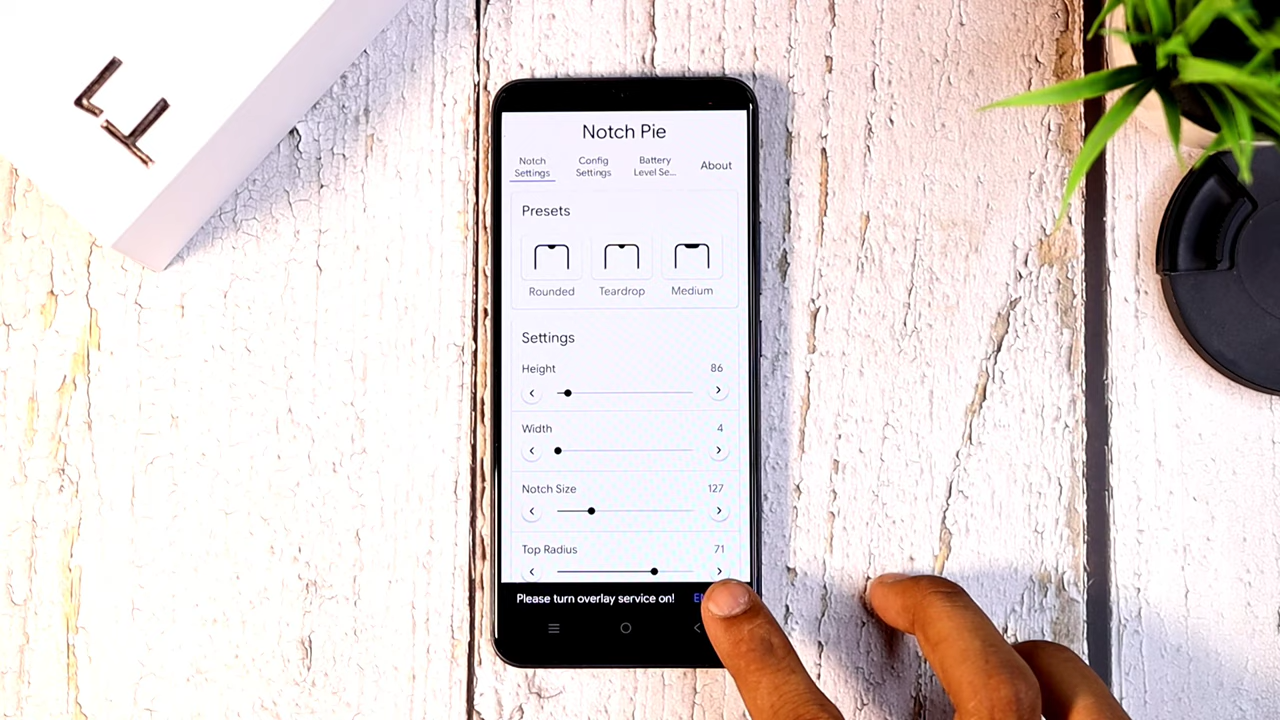 Notch Pie
Notch
Settings
Config
Settings
Battery
Level Se...
About
Presets
Rounded
Teardrop
Medium
Settings
Height
86
Width
4
Notch Size
127
Top Radius
71
Please turn overlay service on!